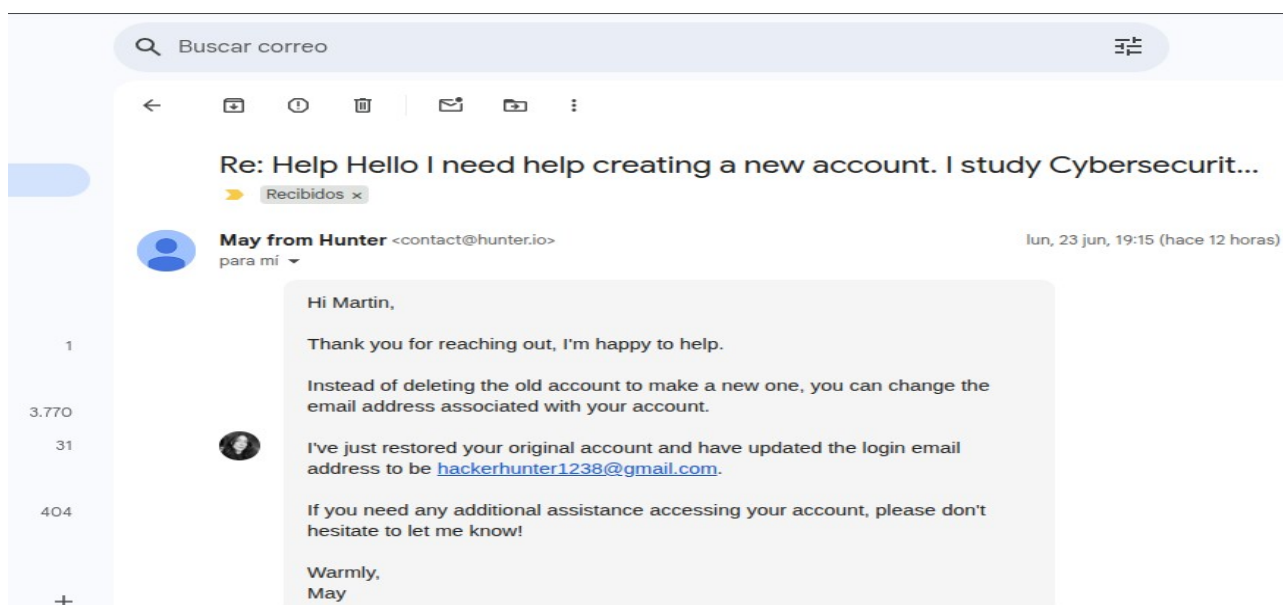 Buscar correo
Re: Help Hello I need help creating a new account. I study Cybersecurit...
Recibidos ×
May from Hunter <contact@hunter.io>
lun, 23 jun, 19:15 (hace 12 horas)
para mí
Hi Martin,
Thank you for reaching out, I'm happy to help.
1
Instead of deleting the old account to make a new one, you can change the
email address associated with your account.
3.770
31
I've just restored your original account and have updated the login email
address to be hackerhunter1238@gmail.com.
404
If you need any additional assistance accessing your account, please don't
hesitate to let me know!
Warmly,
May